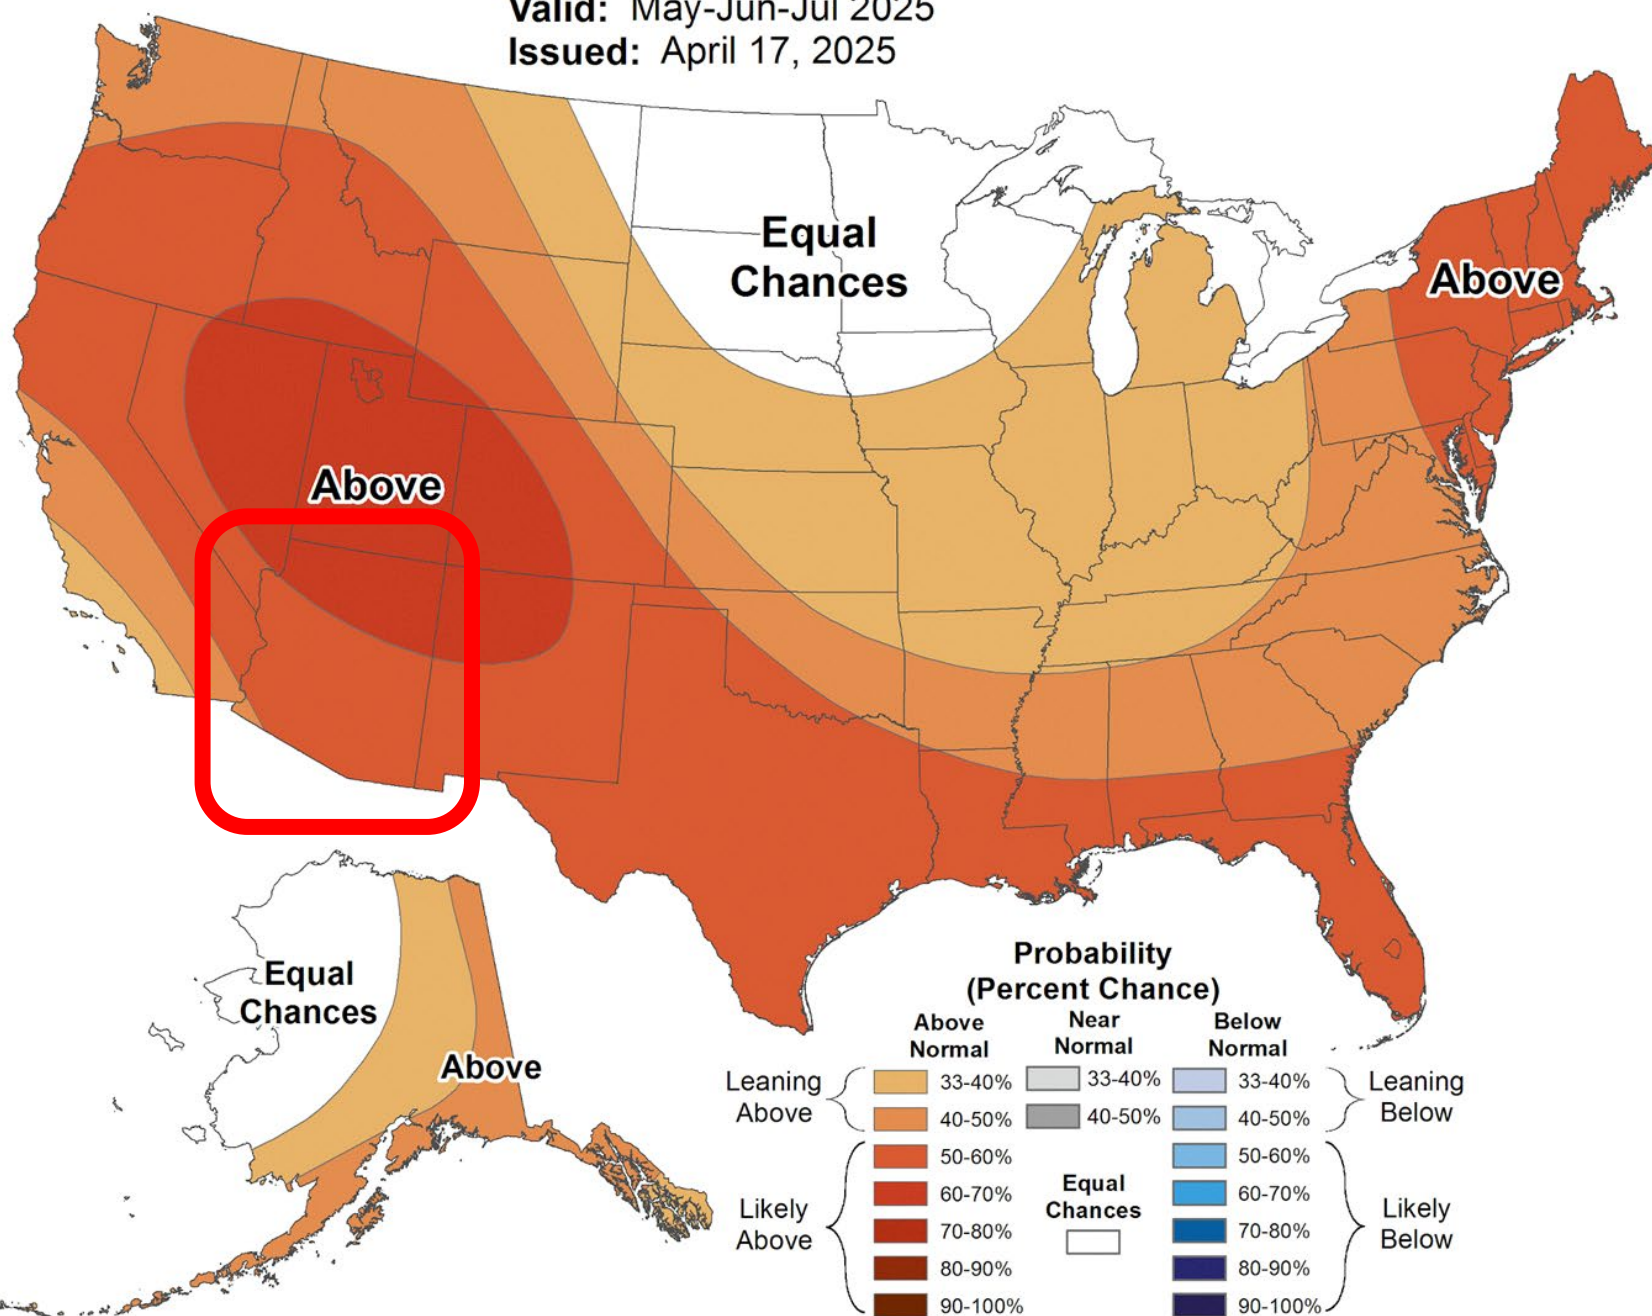 Valid: May-Jun-Jul 2025
Issued: April 17, 2025
Equal
Chances
Above
Above
Equal
Chances
Above
Probability
(Percent Chance)
Above
Normal
Near
Normal
Below
Normal
Leaning
Above
33-40%
33-40%
33-40%
Leaning
Below
40-50%
40-50%
40-50%
Likely
Above
50-60%
60-70%
70-80%
80-90%
90-100%
Equal
Chances
50-60%
60-70%
70-80%
80-90%
90-100%
Likely
Below